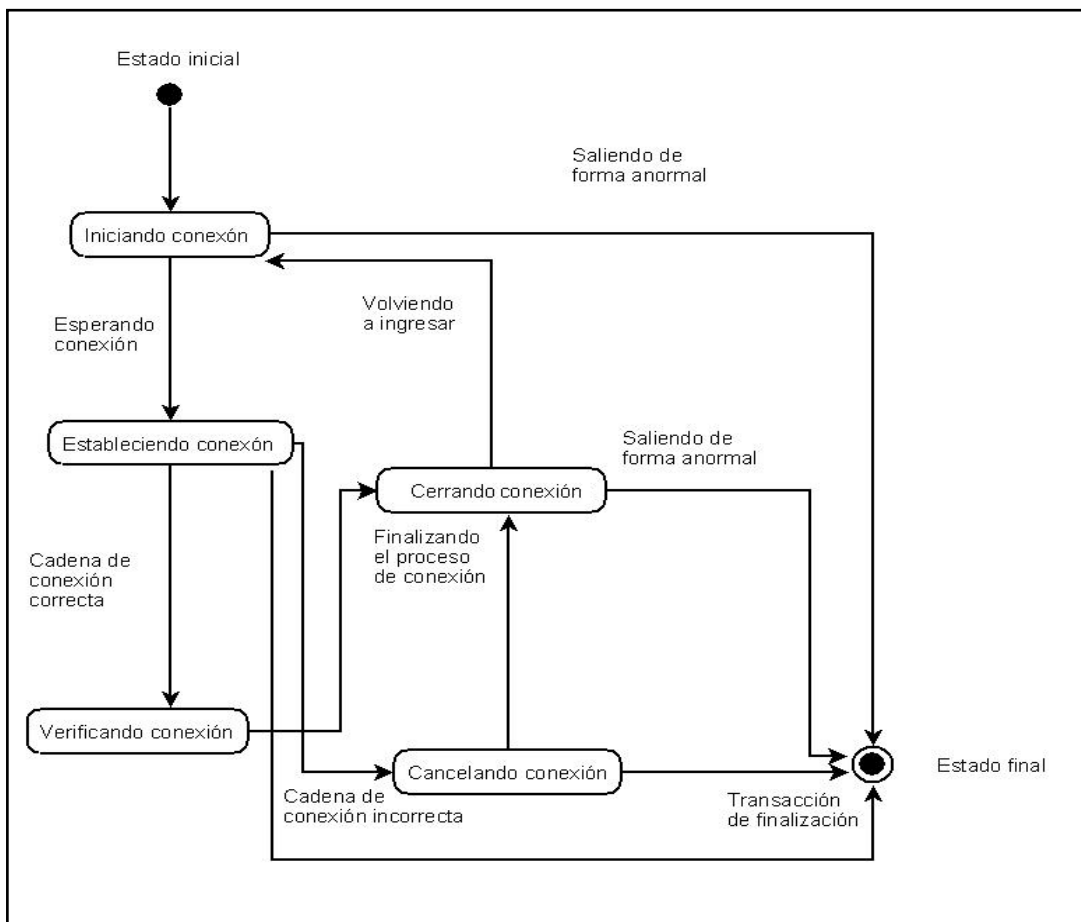 Estado inicial
Saliendo de
forma anormal
Iniciando conexón
Volviendo
a ingresar
Esperando
conexión
Estableciendo conexón
Saliendo de
forma anormal
Cerrando conexión
Finalizando
el proceso
de conexión
Cadena de
conexión
correcta
Verificando conexión
Cancelando conexión
Estado final
Cadena de
conexión incorrecta
Transacción
de finalización